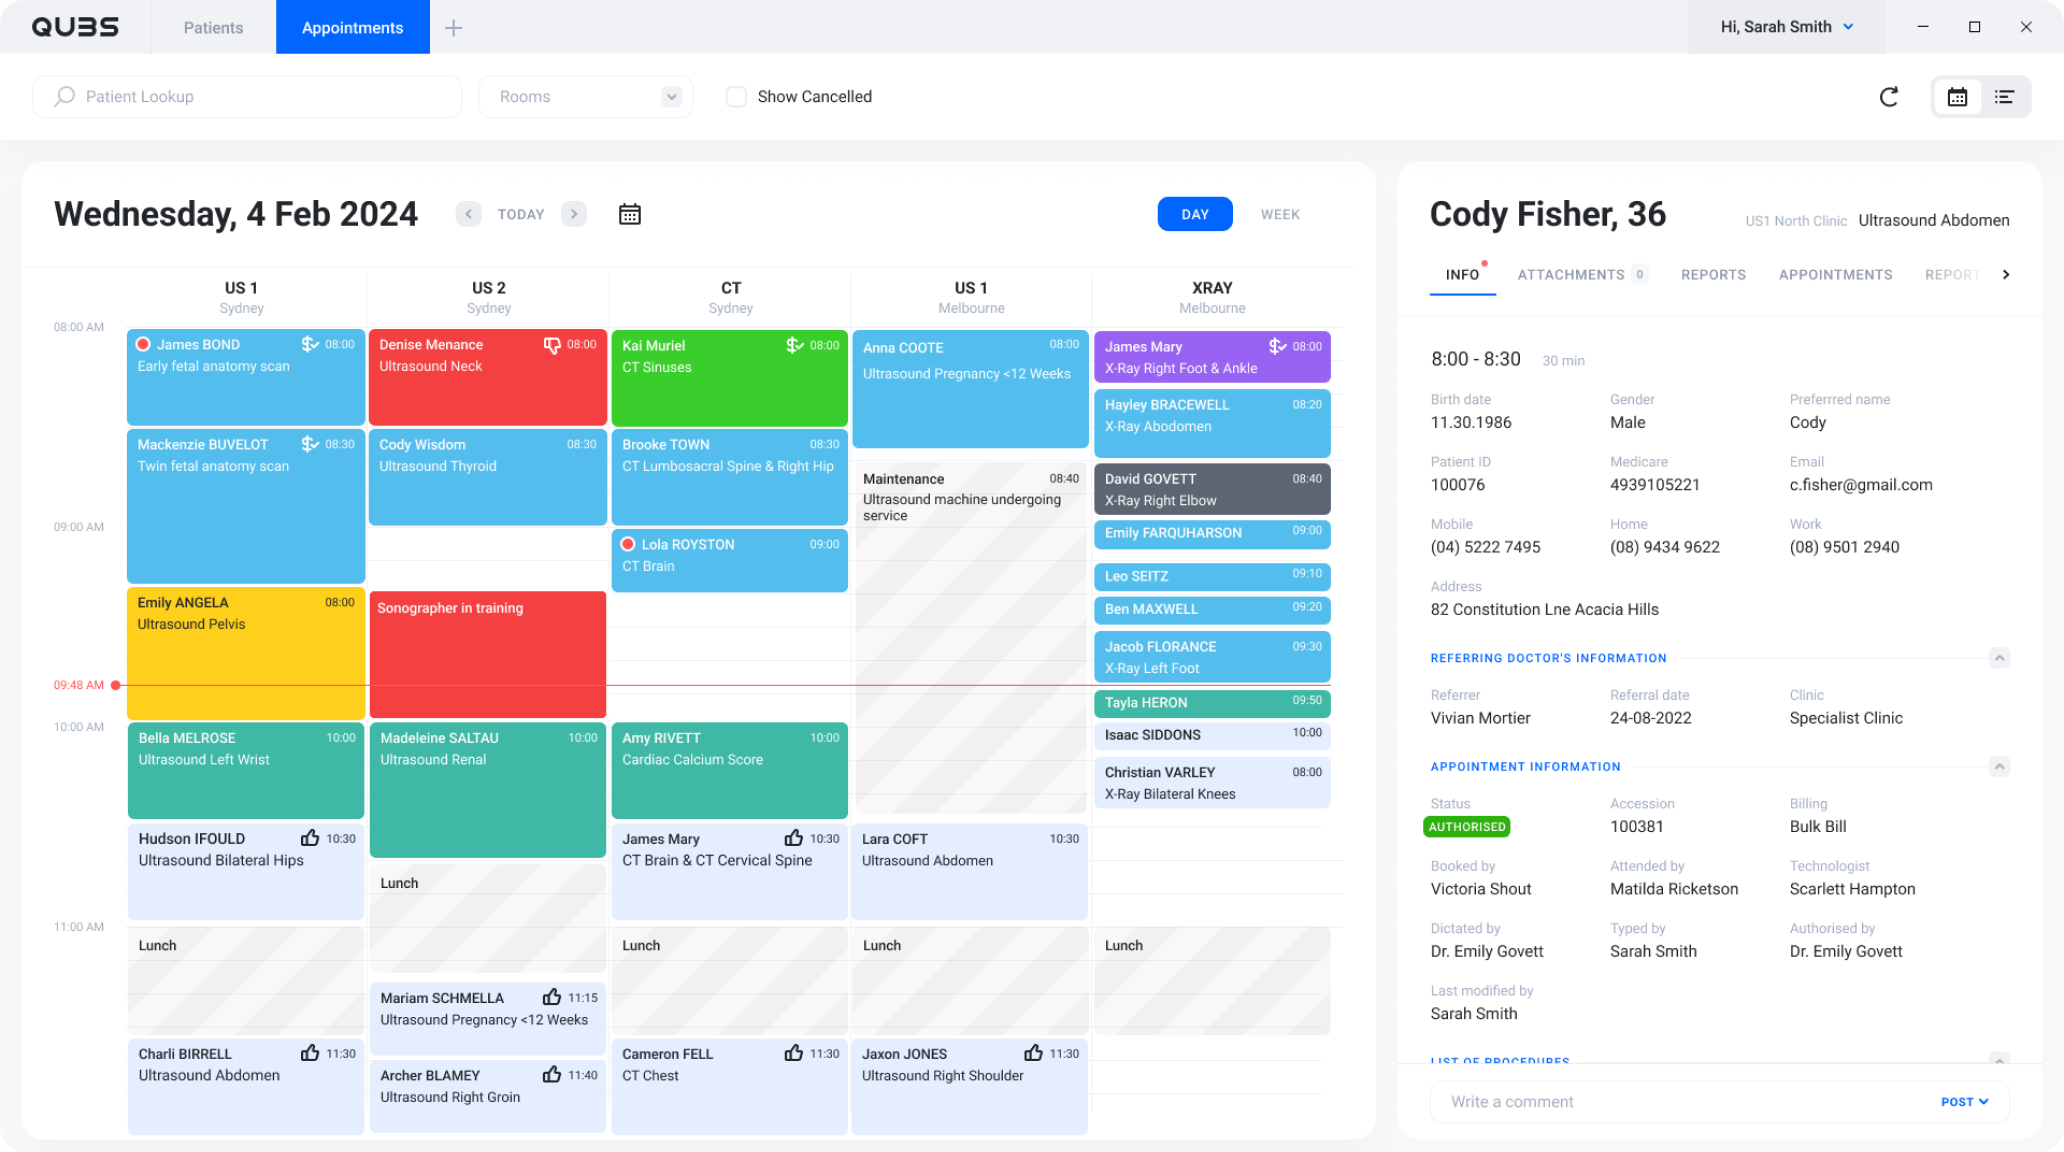 QUBS
Patients
Appointments
Hi, Sarah Smith
Patient Lookup
Rooms
Show Cancelled
Wednesday, 4 Feb 2024
TODAY
DAY
WEEK
US 1
Sydney
US 2
Sydney
CT
Sydney
US 1
Melbourne
XRAY
Melbourne
08:00 AM
09:00 AM
09:48 AM
10:00 AM
11:00 AM
James BOND 08:00
Early fetal anatomy scan
Mackenzie BUVELOT 08:30
Twin fetal anatomy scan
Emily ANGELA 08:00
Ultrasound Pelvis
Bella MELROSE 10:00
Ultrasound Left Wrist
Hudson IFOULD 10:30
Ultrasound Bilateral Hips
Lunch
Charli BIRRELL 11:30
Ultrasound Abdomen
Denise Menance 08:00
Ultrasound Neck
Cody Wisdom 08:30
Ultrasound Thyroid
Sonographer in training
Madeleine SALTAU 10:00
Ultrasound Renal
Lunch
Mariam SCHMELLA 11:15
Ultrasound Pregnancy <12 Weeks
Archer BLAMEY 11:40
Ultrasound Right Groin
Kai Muriel 08:00
CT Sinuses
Brooke TOWN 08:30
CT Lumbosacral Spine & Right Hip
Lola ROYSTON 09:00
CT Brain
Amy RIVETT 10:00
Cardiac Calcium Score
James Mary 10:30
CT Brain & CT Cervical Spine
Lunch
Cameron FELL 11:30
CT Chest
Anna COOTE 08:00
Ultrasound Pregnancy <12 Weeks
Maintenance 08:40
Ultrasound machine undergoing
service
Lara COFT 10:30
Ultrasound Abdomen
Lunch
Jaxon JONES 11:30
Ultrasound Right Shoulder
James Mary 08:00
X-Ray Right Foot & Ankle
Hayley BRACEWELL 08:20
X-Ray Abodomen
David GOVETT 08:40
X-Ray Right Elbow
Emily FARQUHARSON 09:00
Leo SEITZ 09:10
Ben MAXWELL 09:20
Jacob FLORANCE 09:30
X-Ray Left Foot
Tayla HERON 09:50
Isaac SIDDONS 10:00
Christian VARLEY 08:00
X-Ray Bilateral Knees
Lunch
Cody Fisher, 36
US1 North Clinic Ultrasound Abdomen
INFO ATTACHMENTS 0 REPORTS APPOINTMENTS REPORT
8:00 - 8:30 30 min
Birth date Gender Preferrred name
11.30.1986 Male Cody
Patient ID Medicare Email
100076 4939105221 c.fisher@gmail.com
Mobile Home Work
(04) 5222 7495 (08) 9434 9622 (08) 9501 2940
Address
82 Constitution Lne Acacia Hills
REFERRING DOCTOR'S INFORMATION
Referrer Referral date Clinic
Vivian Mortier 24-08-2022 Specialist Clinic
APPOINTMENT INFORMATION
Status Accession Billing
AUTHORISED 100381 Bulk Bill
Booked by Attended by Technologist
Victoria Shout Matilda Ricketson Scarlett Hampton
Dictated by Typed by Authorised by
Dr. Emily Govett Sarah Smith Dr. Emily Govett
Last modified by
Sarah Smith
LIST OF PROCEDURES
Write a comment
POST